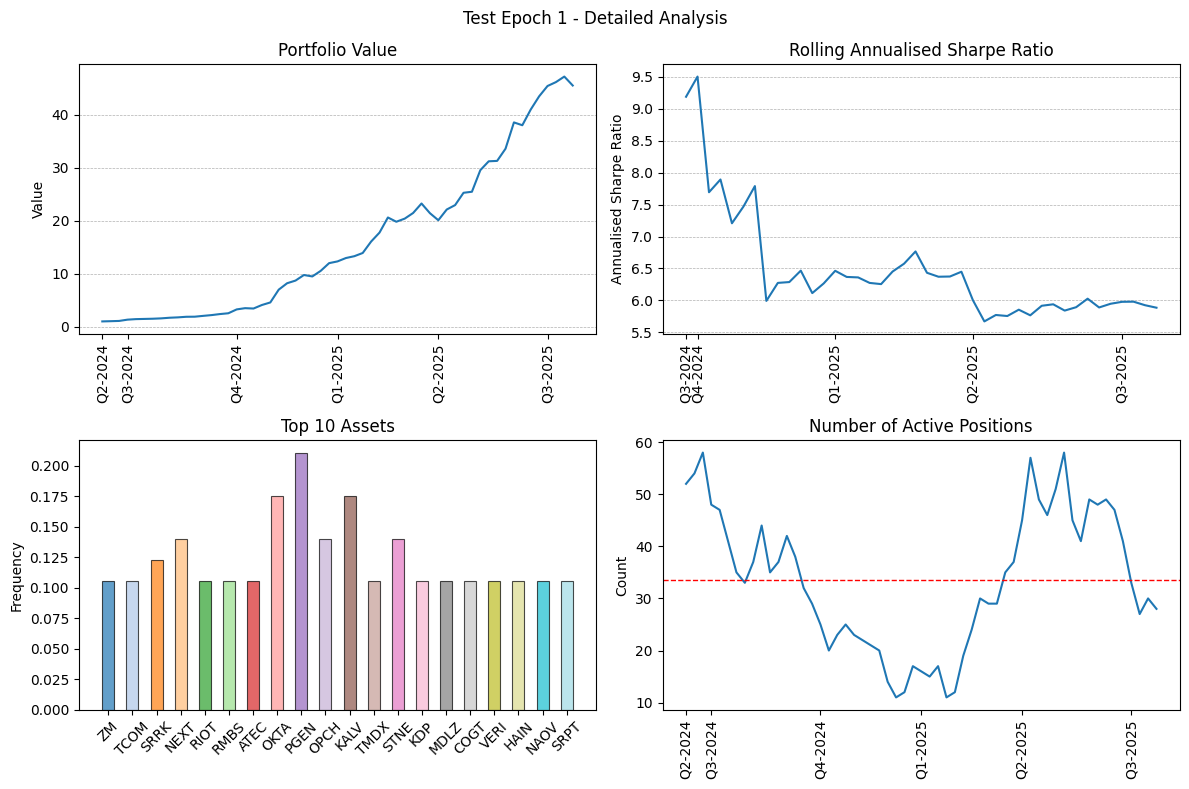 Test Epoch 1 - Detailed Analysis
Portfolio Value
Value
40
30
20
10
0
Q2-2024
Q3-2024
Q4-2024
Q1-2025
Q2-2025
Q3-2025
Rolling Annualised Sharpe Ratio
Annualised Sharpe Ratio
9.5
9.0
8.5
8.0
7.5
7.0
6.5
6.0
5.5
Q3-2024
Q4-2024
Q1-2025
Q2-2025
Q3-2025
Top 10 Assets
Frequency
0.200
0.175
0.150
0.125
0.100
0.075
0.050
0.025
0.000
ZM
TCOM
SRRK
NEXT
RIOT
RMBS
ATEC
OKTA
PGEN
OPCH
KALV
TMDX
STNE
KDP
MDLZ
COGT
VERI
HAIN
NAOV
SRPT
Number of Active Positions
Count
60
50
40
30
20
10
Q2-2024
Q3-2024
Q4-2024
Q1-2025
Q2-2025
Q3-2025